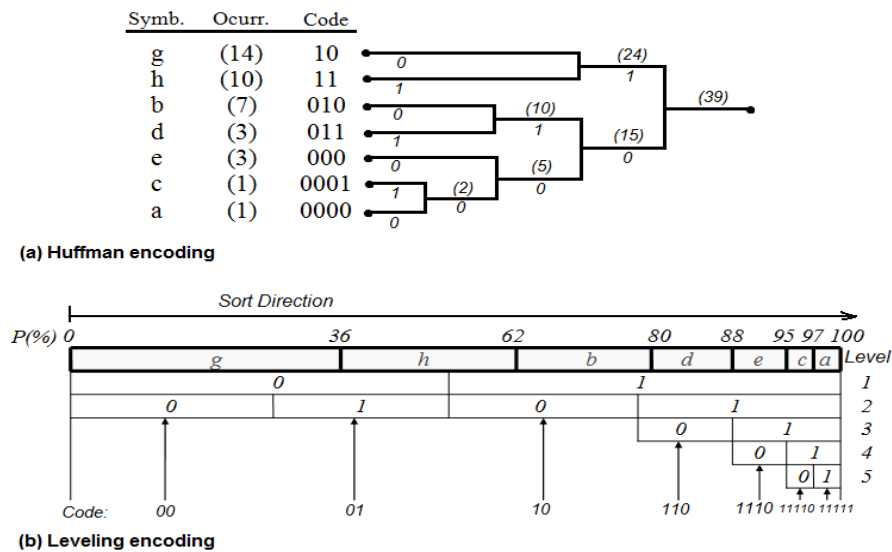 Symb. Ocurr. Code
g (14) 10
h (10) 11
b (7) 010
d (3) 011
e (3) 000
c (1) 0001
a (1) 0000
0
(24)
1
1
(39)
0
(10)
1
1
(15)
0
0
(5)
0
1
(2)
0
0
(a) Huffman encoding
Sort Direction
P(%) 0 36 62 80 88 95 97 100
g h b d e c a Level
0 1 1
0 1 0 1 2
0 1 3
0 1 4
0 1 5
Code: 00 01 10 110 1110 11110 11111
(b) Leveling encoding